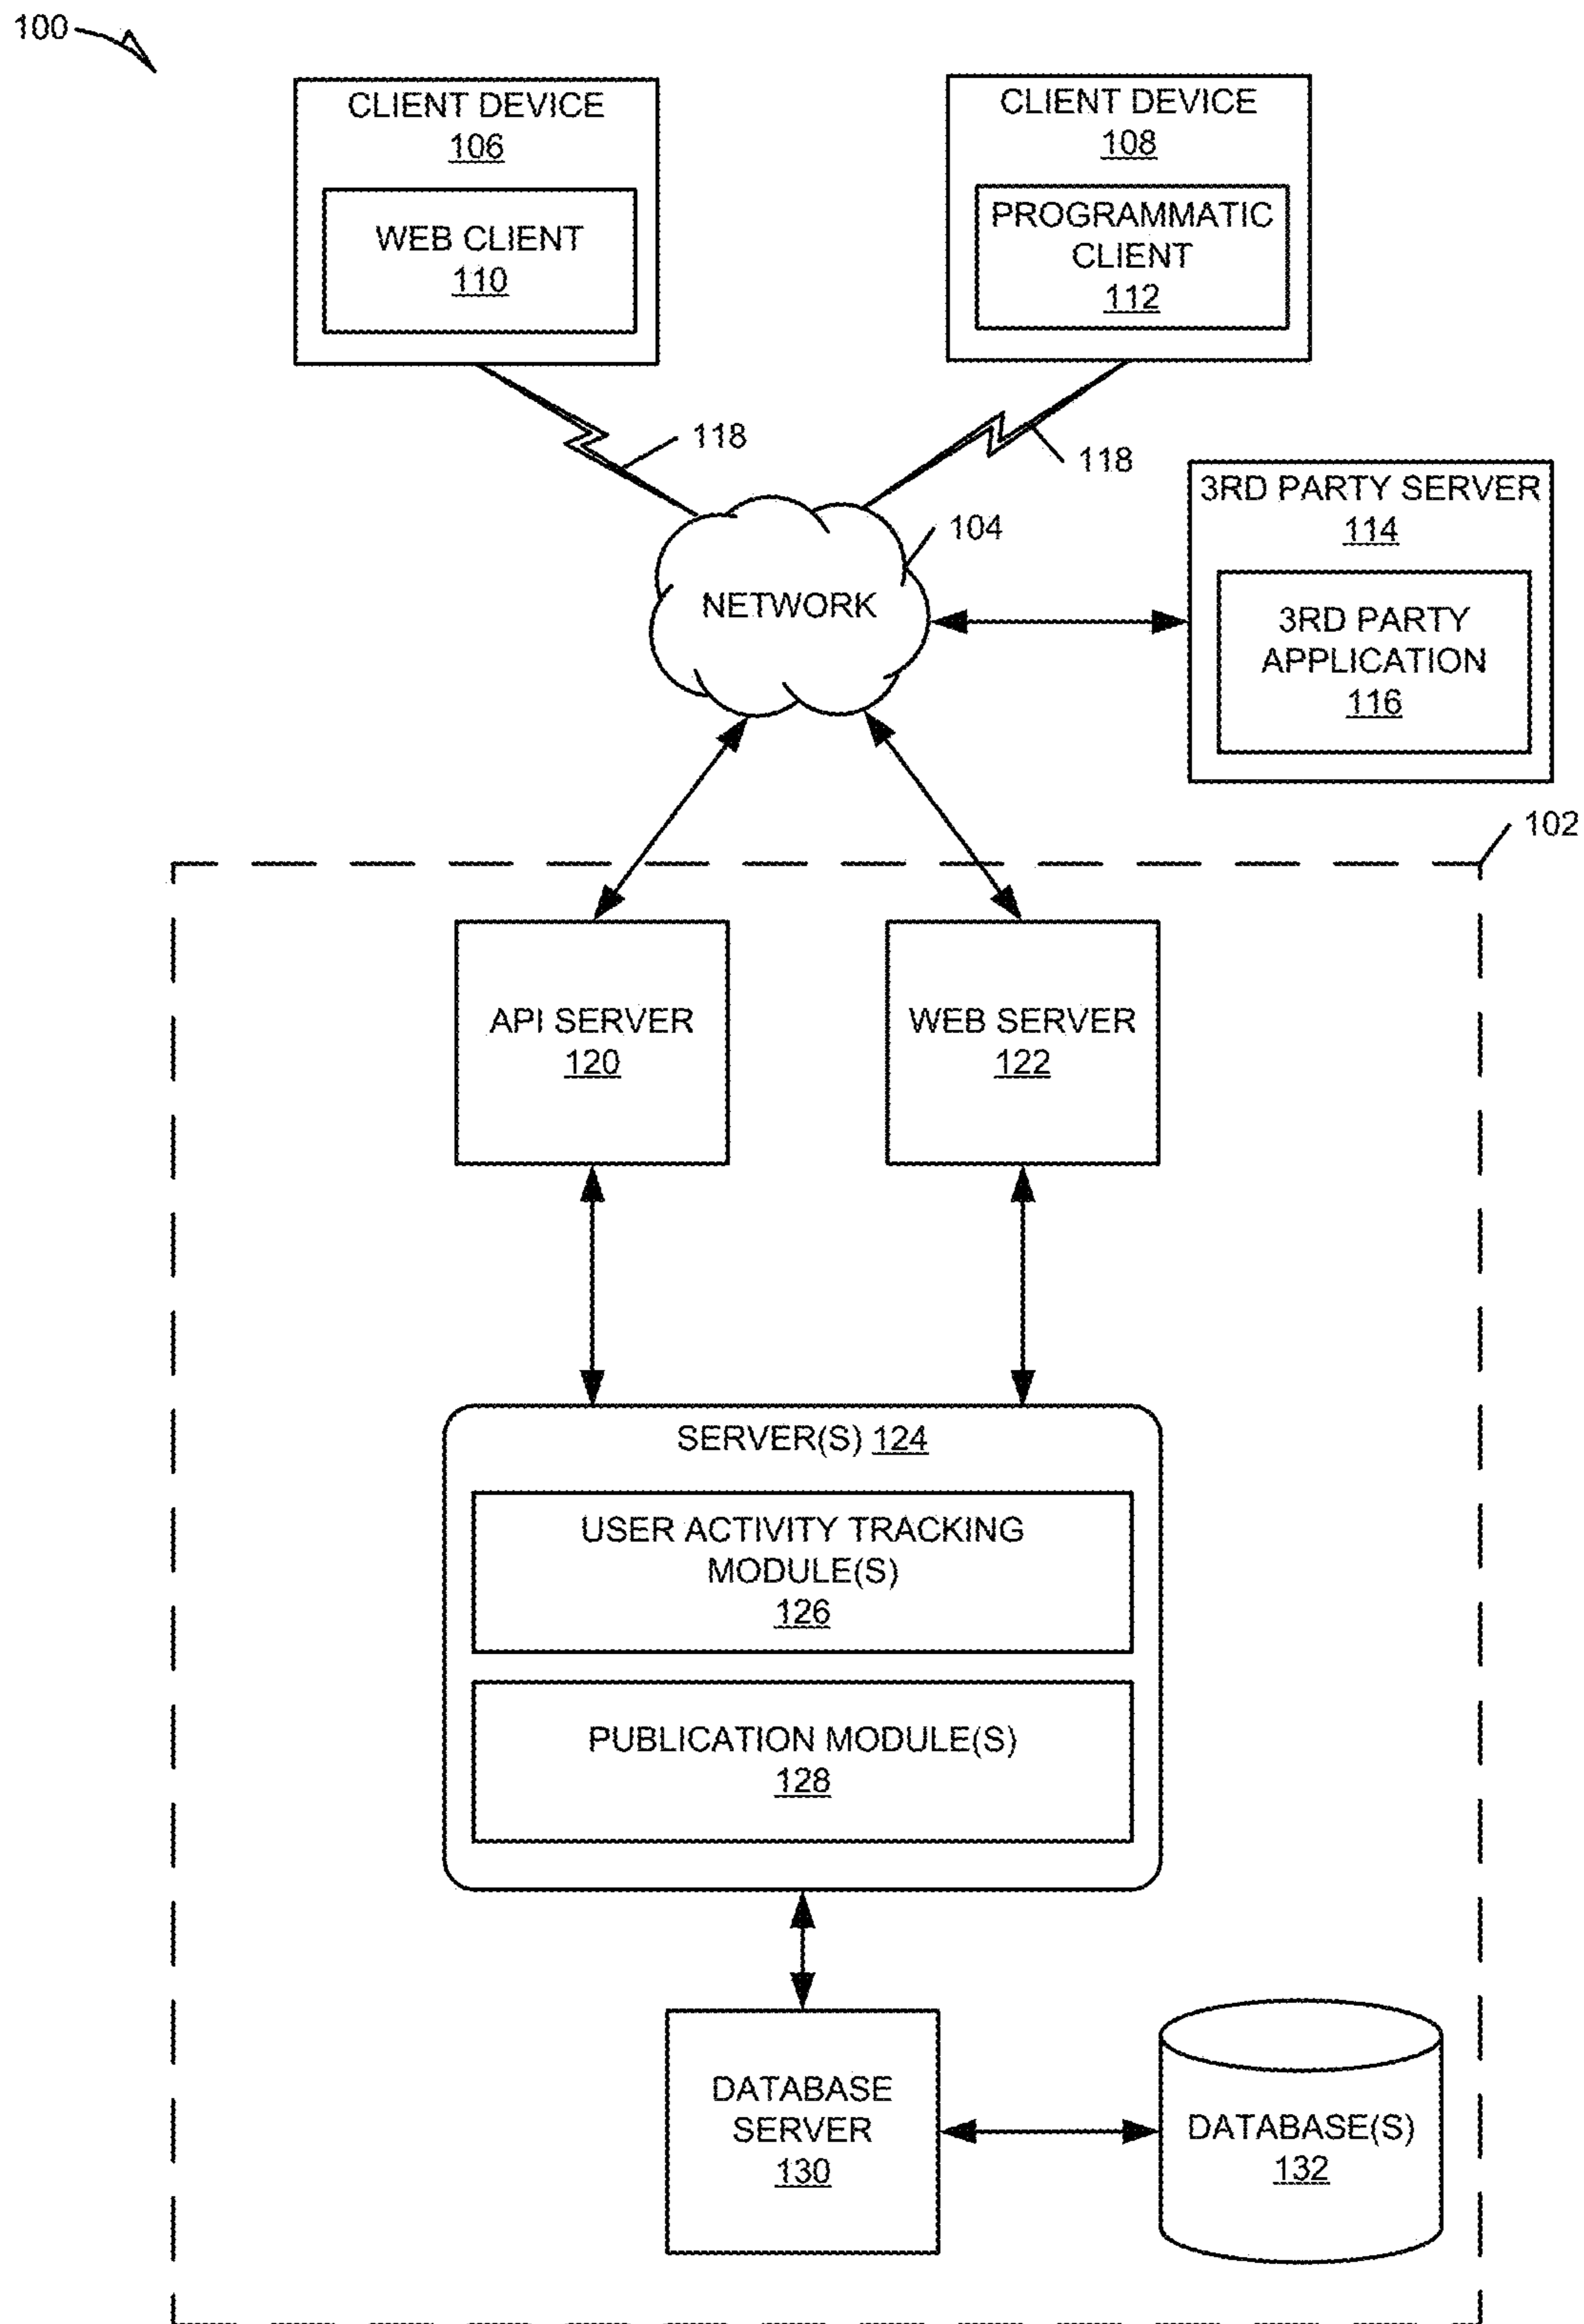 100
CLIENT DEVICE
106
WEB CLIENT
110
CLIENT DEVICE
108
PROGRAMMATIC
CLIENT
112
118
118
104
NETWORK
3RD PARTY SERVER
114
3RD PARTY
APPLICATION
116
102
API SERVER
120
WEB SERVER
122
SERVER(S) 124
USER ACTIVITY TRACKING
MODULE(S)
126
PUBLICATION MODULE(S)
128
DATABASE
SERVER
130
DATABASE(S)
132